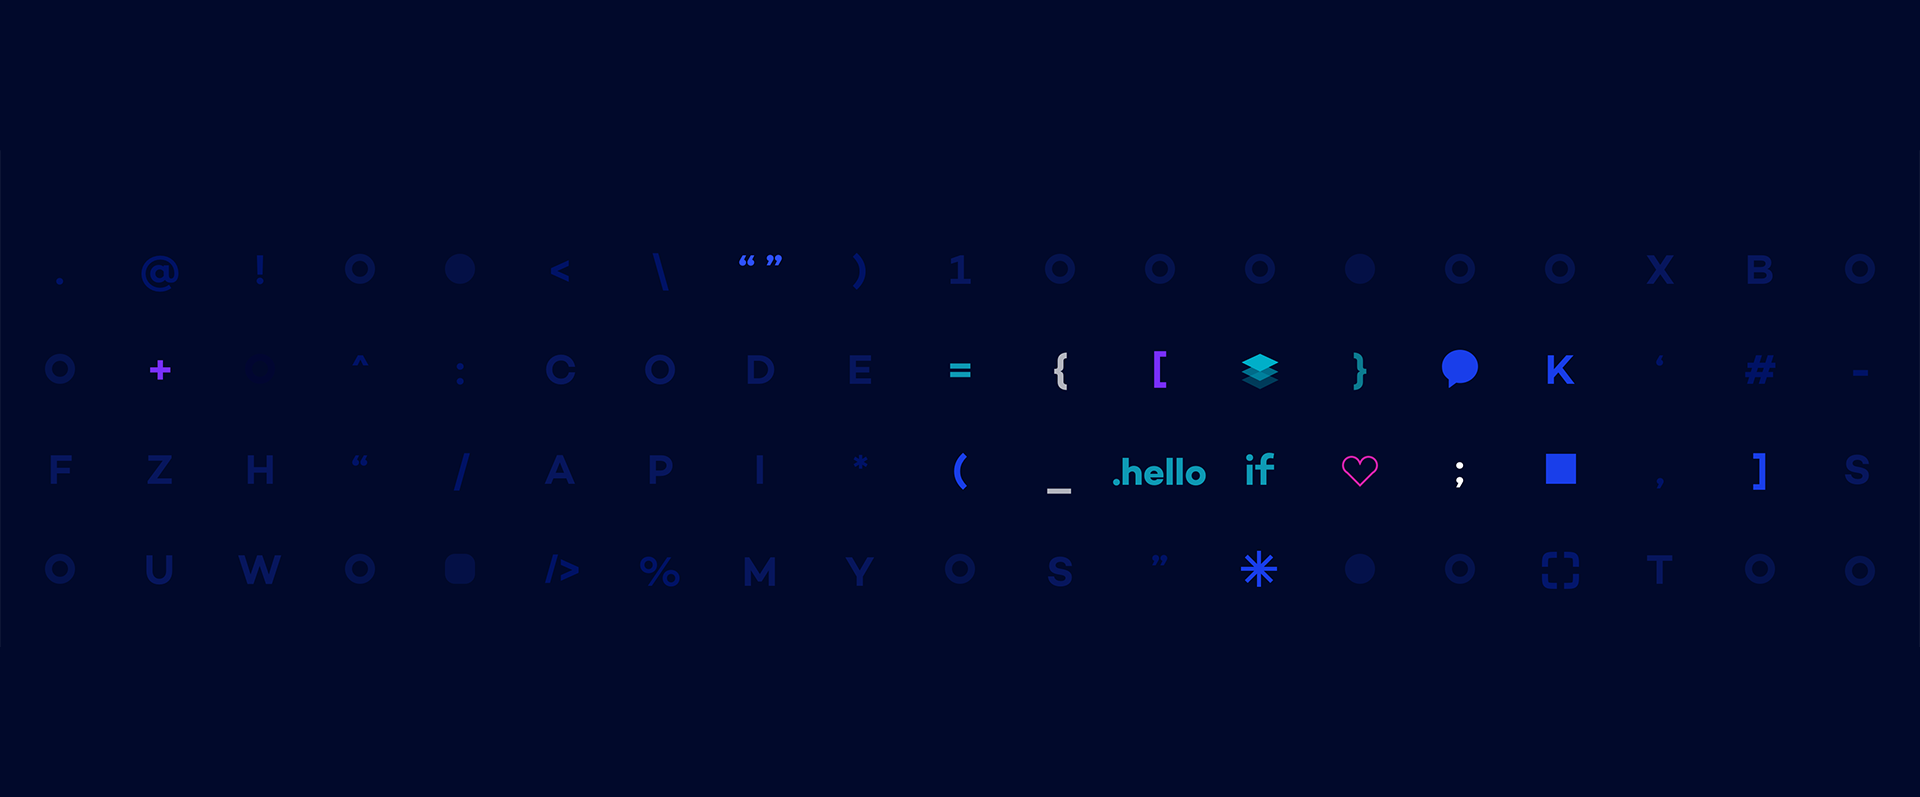 . @ ! < \ “ ” ) 1 X B
+ ^ : C O D E = { [ } K ‘ # -
F Z H “ / A P I * ( _ .hello if ; , ] S
U W /> % M Y S ” * T